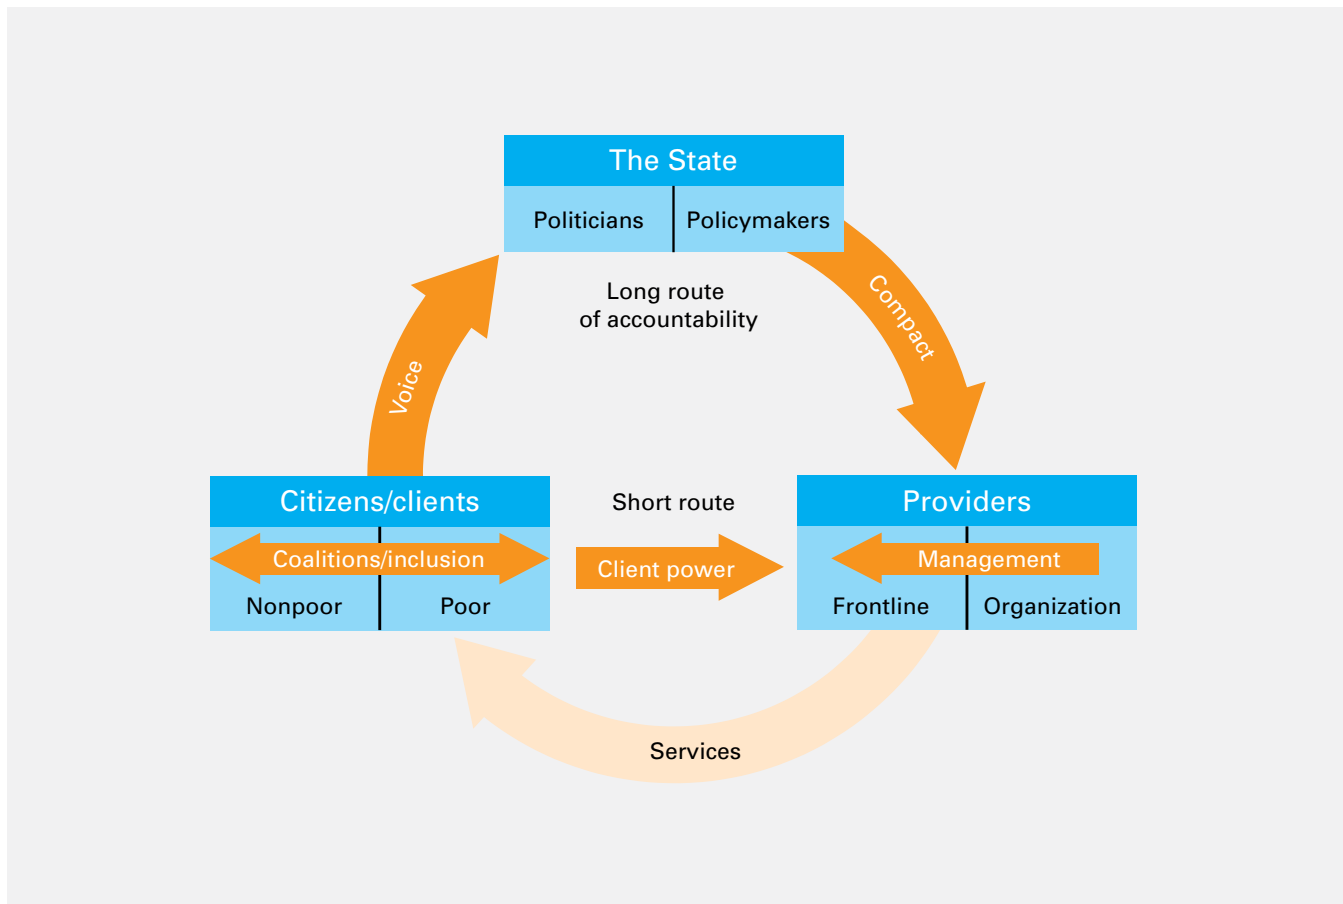 The State
Politicians
Policymakers
Long route
of accountability
Voice
Compact
Citizens/clients
Coalitions/inclusion
Nonpoor
Poor
Short route
Client power
Providers
Management
Frontline
Organization
Services